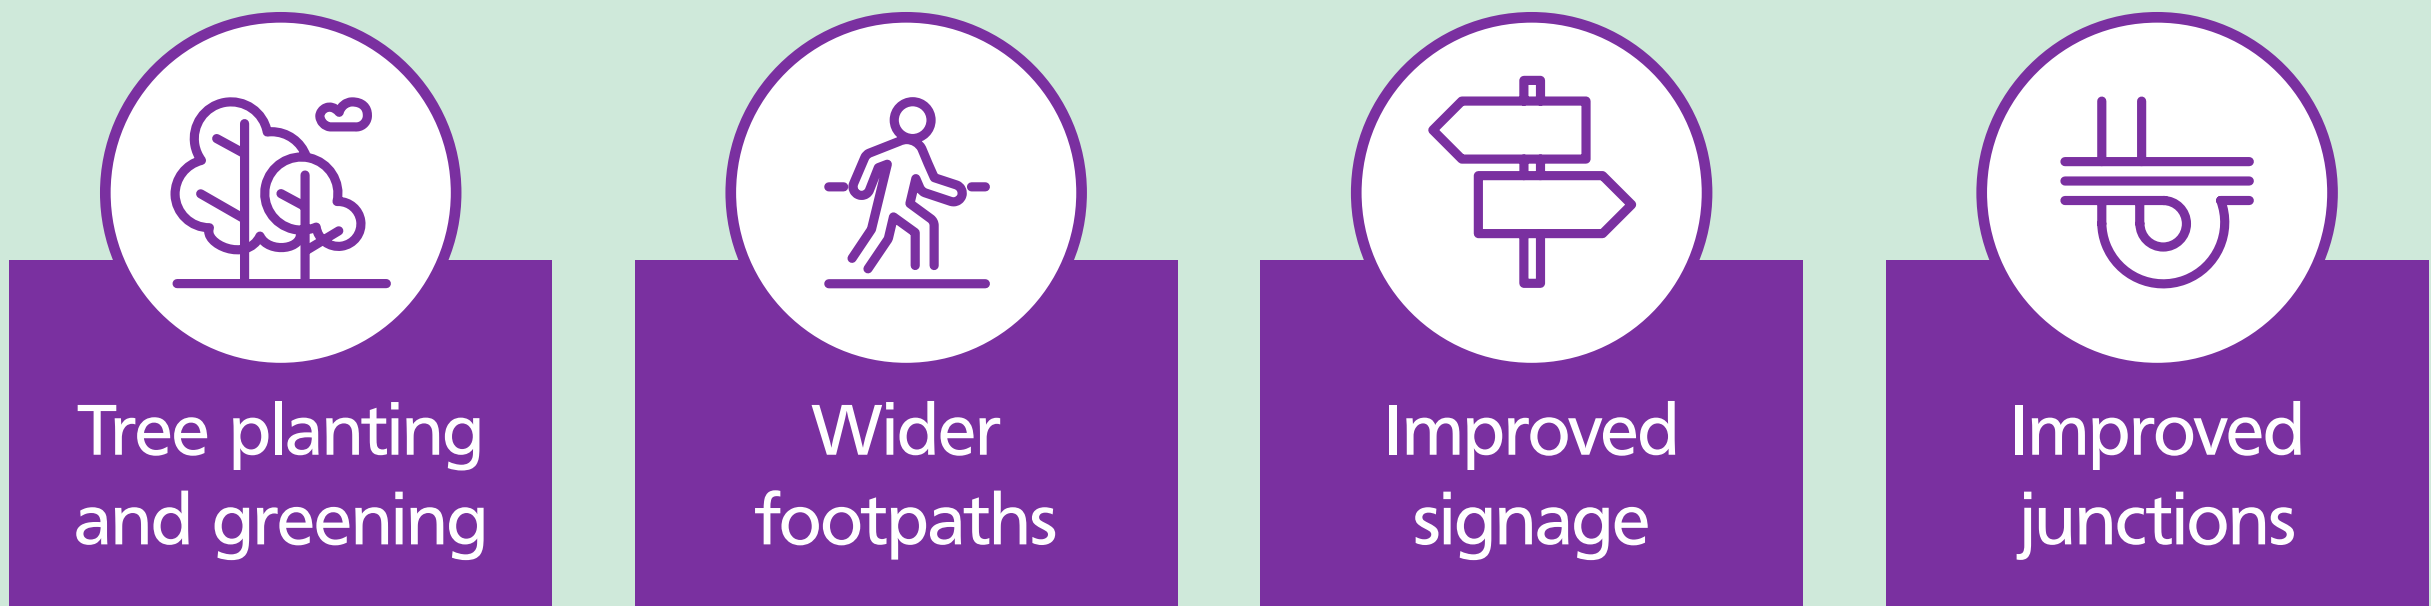 Tree planting
and greening
Wider
footpaths
Improved
signage
Improved
junctions